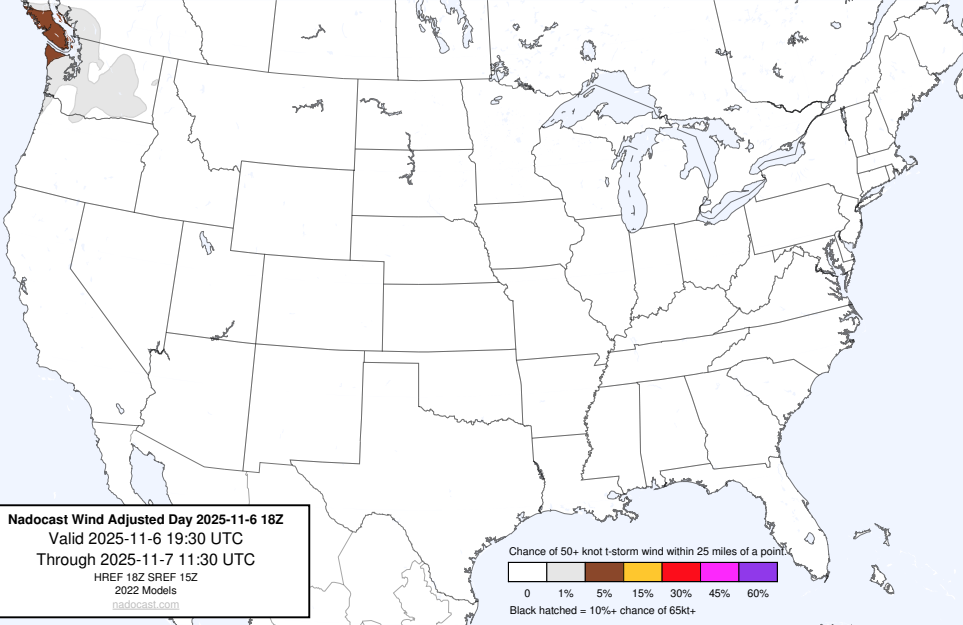 Nadocast Wind Adjusted Day 2025-11-6 18Z
Valid 2025-11-6 19:30 UTC
Through 2025-11-7 11:30 UTC
HREF 18Z SREF 15Z
2022 Models
nadocast.com
Chance of 50+ knot t-storm wind within 25 miles of a point.
0 1% 5% 15% 30% 45% 60%
Black hatched = 10%+ chance of 65kt+